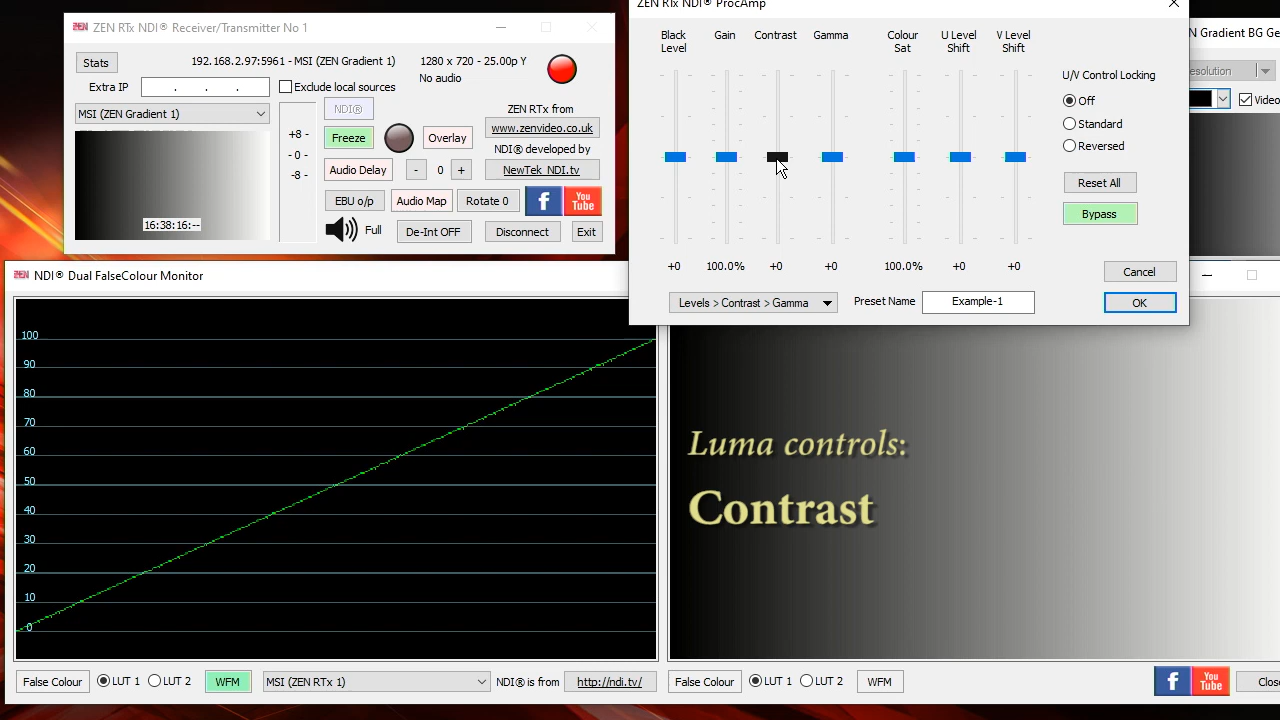 ZEN RTx NDI® Receiver/Transmitter No 1
Stats
192.168.2.97:5961 - MSI (ZEN Gradient 1)
1280 x 720 - 25.00p Y
No audio
Extra IP
. . .
Exclude local sources
MSI (ZEN Gradient 1)
NDI®
ZEN RTx from
www.zenvideo.co.uk
+8 -
- 0 -
-8 -
Freeze
Overlay
NDI® developed by
NewTek NDI.tv
Audio Delay
-
0
+
EBU o/p
Audio Map
Rotate 0
f
You
Tube
16:38:16:--
Full
De-Int OFF
Disconnect
Exit
ZEN RTx NDI® ProcAmp
Black
Level
Gain
Contrast
Gamma
Colour
Sat
U Level
Shift
V Level
Shift
U/V Control Locking
Off
Standard
Reversed
Reset All
Bypass
+0
100.0%
+0
+0
100.0%
+0
+0
Cancel
Levels > Contrast > Gamma
Preset Name
Example-1
OK
N Gradient BG Ge
esolution
Video
ZEN NDI® Dual FalseColour Monitor
100
90
80
70
60
50
40
30
20
10
0
Luma controls:
Contrast
False Colour
LUT 1
LUT 2
WFM
MSI (ZEN RTx 1)
is from
http://ndi.tv/
False Colour
LUT 1
LUT 2
WFM
f
You
Tube
Close